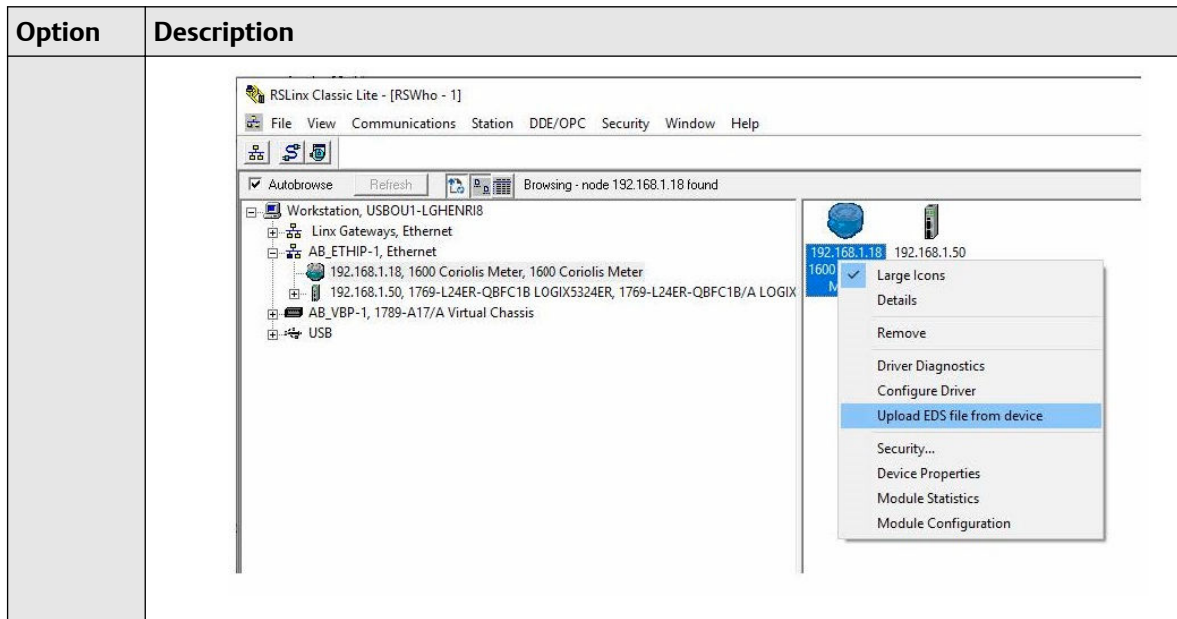 Option Description
RSLinx Classic Lite - [RSWho - 1]
File View Communications Station DDE/OPC Security Window Help
Autobrowse Refresh Browsing - node 192.168.1.18 found
Workstation, USBOU1-LGHENRI8
Linx Gateways, Ethernet
AB_ETHIP-1, Ethernet
192.168.1.18, 1600 Coriolis Meter, 1600 Coriolis Meter
192.168.1.50, 1769-L24ER-QBFC1B LOGIX5324ER, 1769-L24ER-QBFC1B/A LOGIX
AB_VBP-1, 1789-A17/A Virtual Chassis
USB
192.168.1.18 192.168.1.50
1600
M
Large Icons
Details
Remove
Driver Diagnostics
Configure Driver
Upload EDS file from device
Security...
Device Properties
Module Statistics
Module Configuration